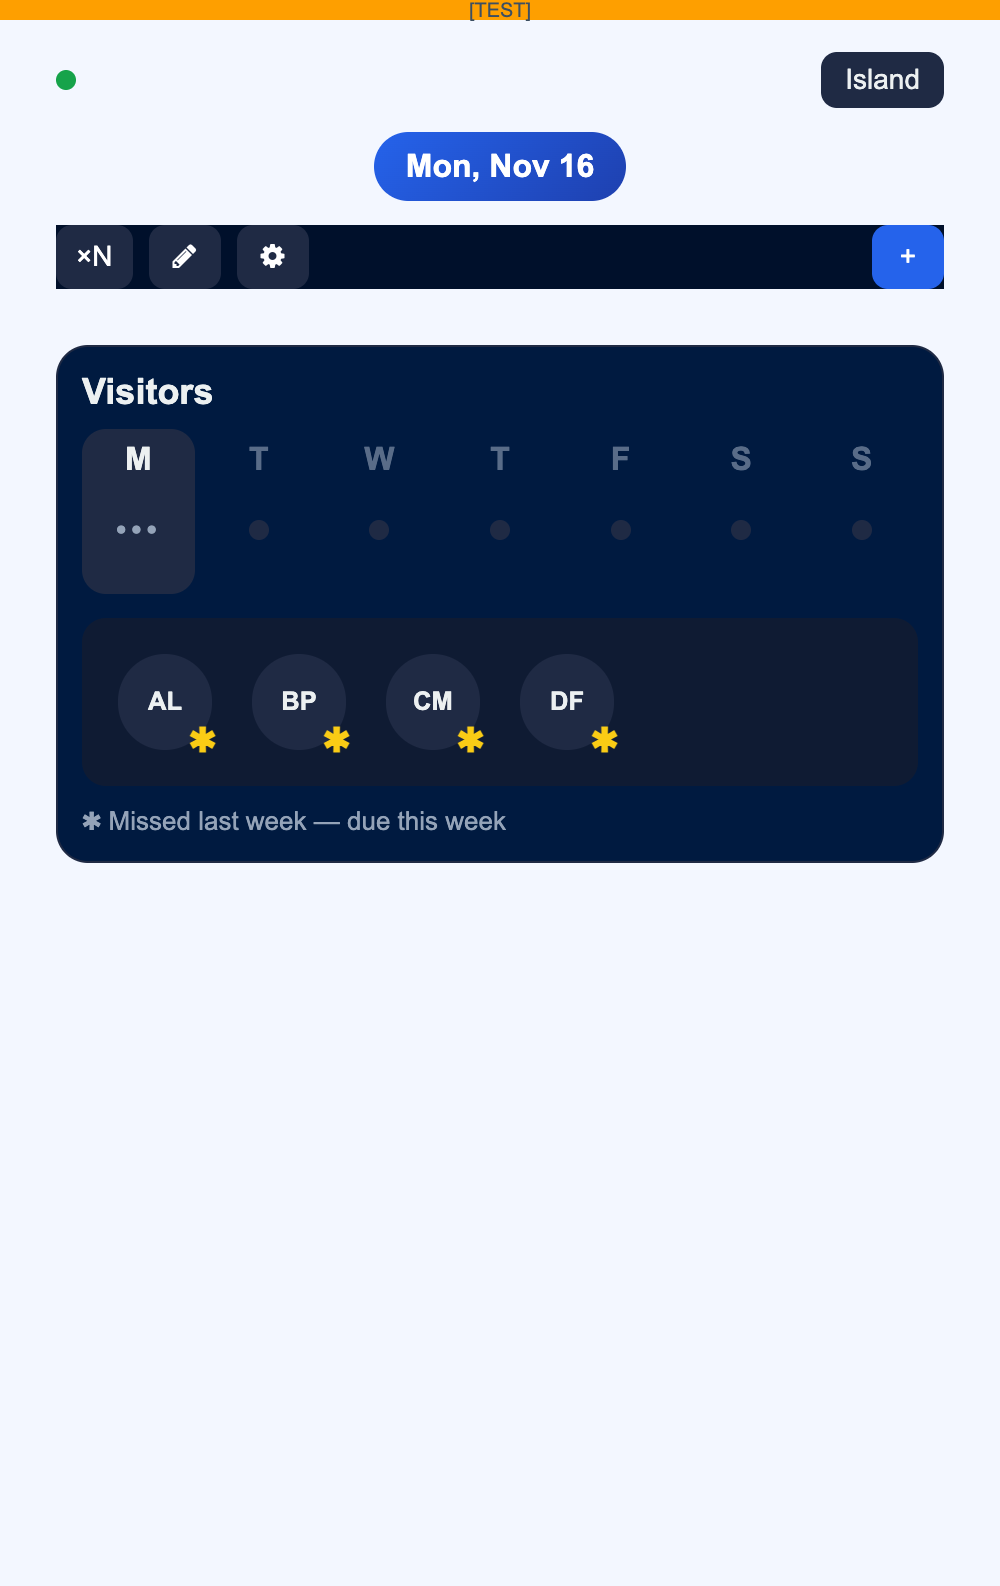 [TEST]
Island
Mon, Nov 16
×N
+
Visitors
M T W T F S S
•••
AL BP CM DF
✱ ✱ ✱ ✱
✱ Missed last week — due this week